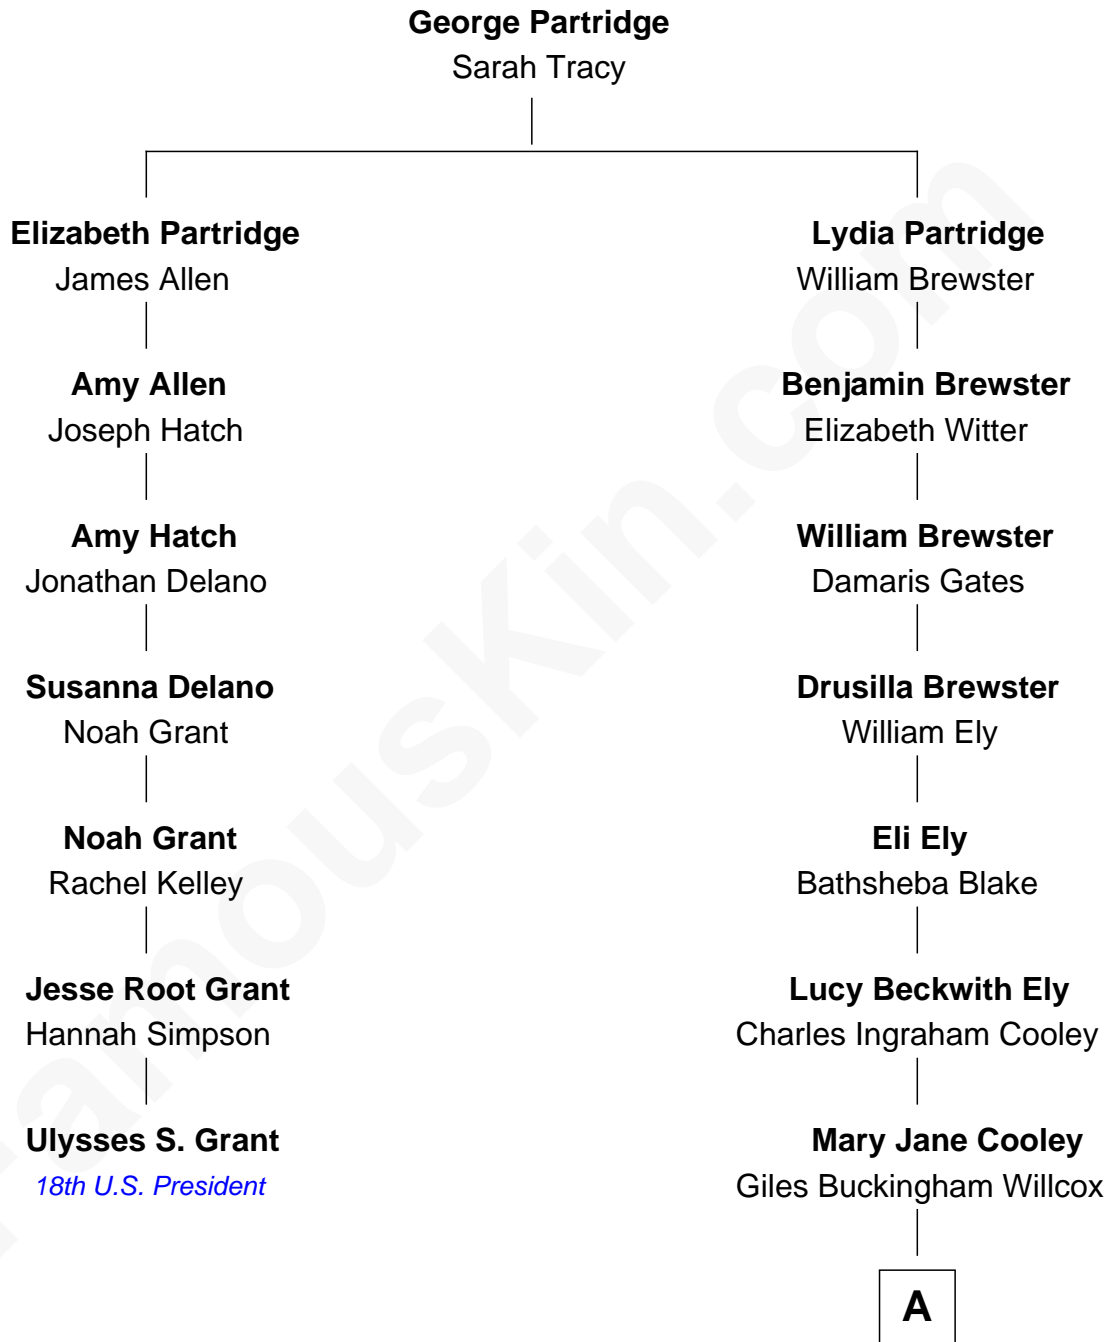 George Partridge
Sarah Tracy
Elizabeth Partridge
James Allen
Lydia Partridge
William Brewster
Amy Allen
Joseph Hatch
Benjamin Brewster
Elizabeth Witter
Amy Hatch
Jonathan Delano
William Brewster
Damaris Gates
Susanna Delano
Noah Grant
Drusilla Brewster
William Ely
Noah Grant
Rachel Kelley
Eli Ely
Bathsheba Blake
Jesse Root Grant
Hannah Simpson
Lucy Beckwith Ely
Charles Ingraham Cooley
Ulysses S. Grant
18th U.S. President
Mary Jane Cooley
Giles Buckingham Willcox
A
FamousKin.com